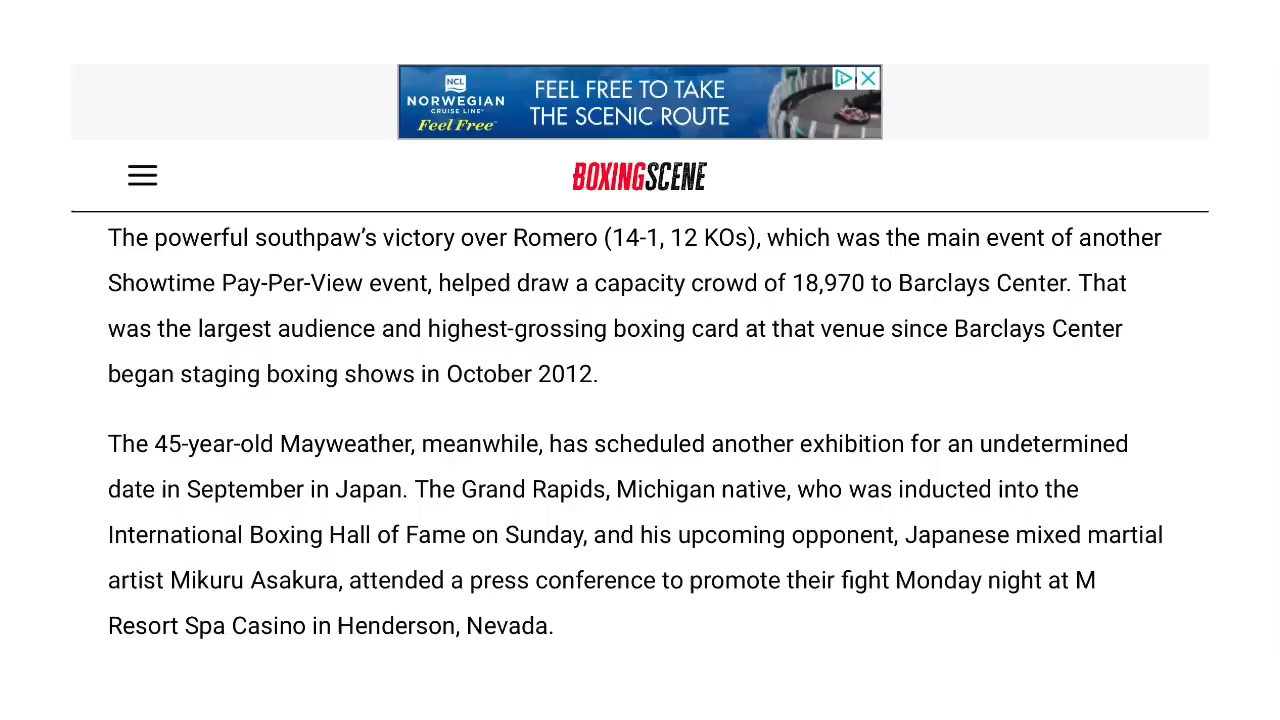 NCL
NORWEGIAN
CRUISE LINE
Feel Free
FEEL FREE TO TAKE
THE SCENIC ROUTE
BOXINGSCENE
The powerful southpaw’s victory over Romero (14-1, 12 KOs), which was the main event of another
Showtime Pay-Per-View event, helped draw a capacity crowd of 18,970 to Barclays Center. That
was the largest audience and highest-grossing boxing card at that venue since Barclays Center
began staging boxing shows in October 2012.
The 45-year-old Mayweather, meanwhile, has scheduled another exhibition for an undetermined
date in September in Japan. The Grand Rapids, Michigan native, who was inducted into the
International Boxing Hall of Fame on Sunday, and his upcoming opponent, Japanese mixed martial
artist Mikuru Asakura, attended a press conference to promote their fight Monday night at M
Resort Spa Casino in Henderson, Nevada.